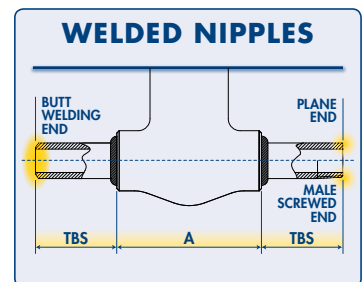 WELDED NIPPLES
BUTT
WELDING
END
PLANE
END
MALE
SCREWED
END
TBS
A
TBS